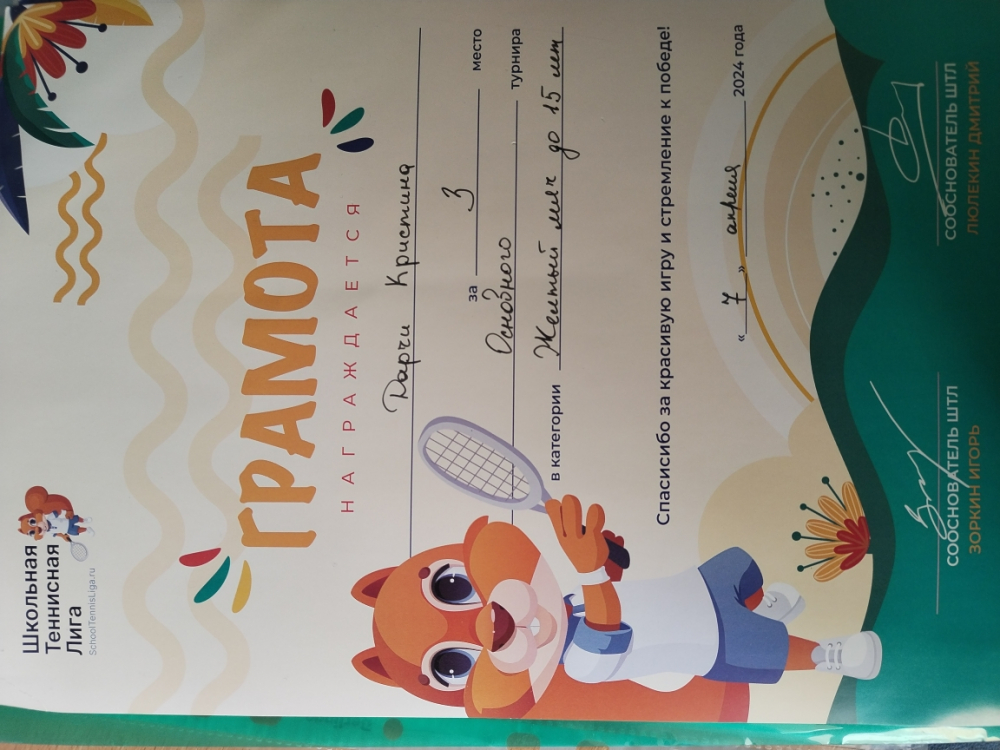 Школьная
Теннисная
Лига
SchoolTennisLiga.ru
ГРАМОТА
НАГРАЖДАЕТСЯ
Дарчи Кристина
за 3 место
Основного турнира
в категории Желтый мяч до 15 лет
Спасисибо за красивую игру и стремление к победе!
« 7 » апреля 2024 года
СООСНОВАТЕЛЬ ШТЛ СООСНОВАТЕЛЬ ШТЛ
ЗОРКИН ИГОРЬ ЛЮЛЕКИН ДМИТРИЙ